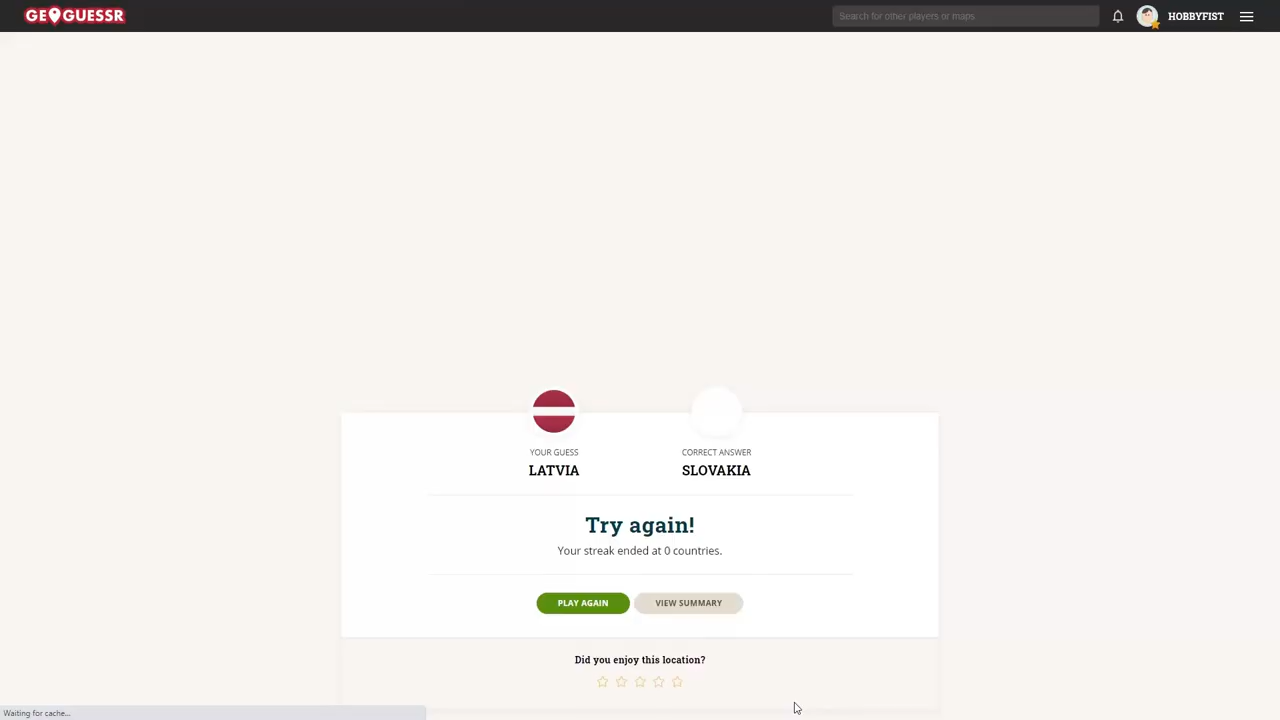 GEOGUESSR
Search for other players or maps
HOBBYFIST
YOUR GUESS
LATVIA
CORRECT ANSWER
SLOVAKIA
Try again!
Your streak ended at 0 countries.
PLAY AGAIN
VIEW SUMMARY
Did you enjoy this location?
Waiting for cache...